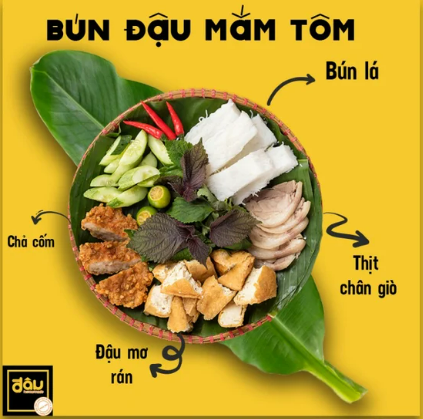 BÚN ĐẬU MẮM TÔM
Bún lá
Chả cốm
Thịt
chân giò
Đậu mơ
rán
đậu